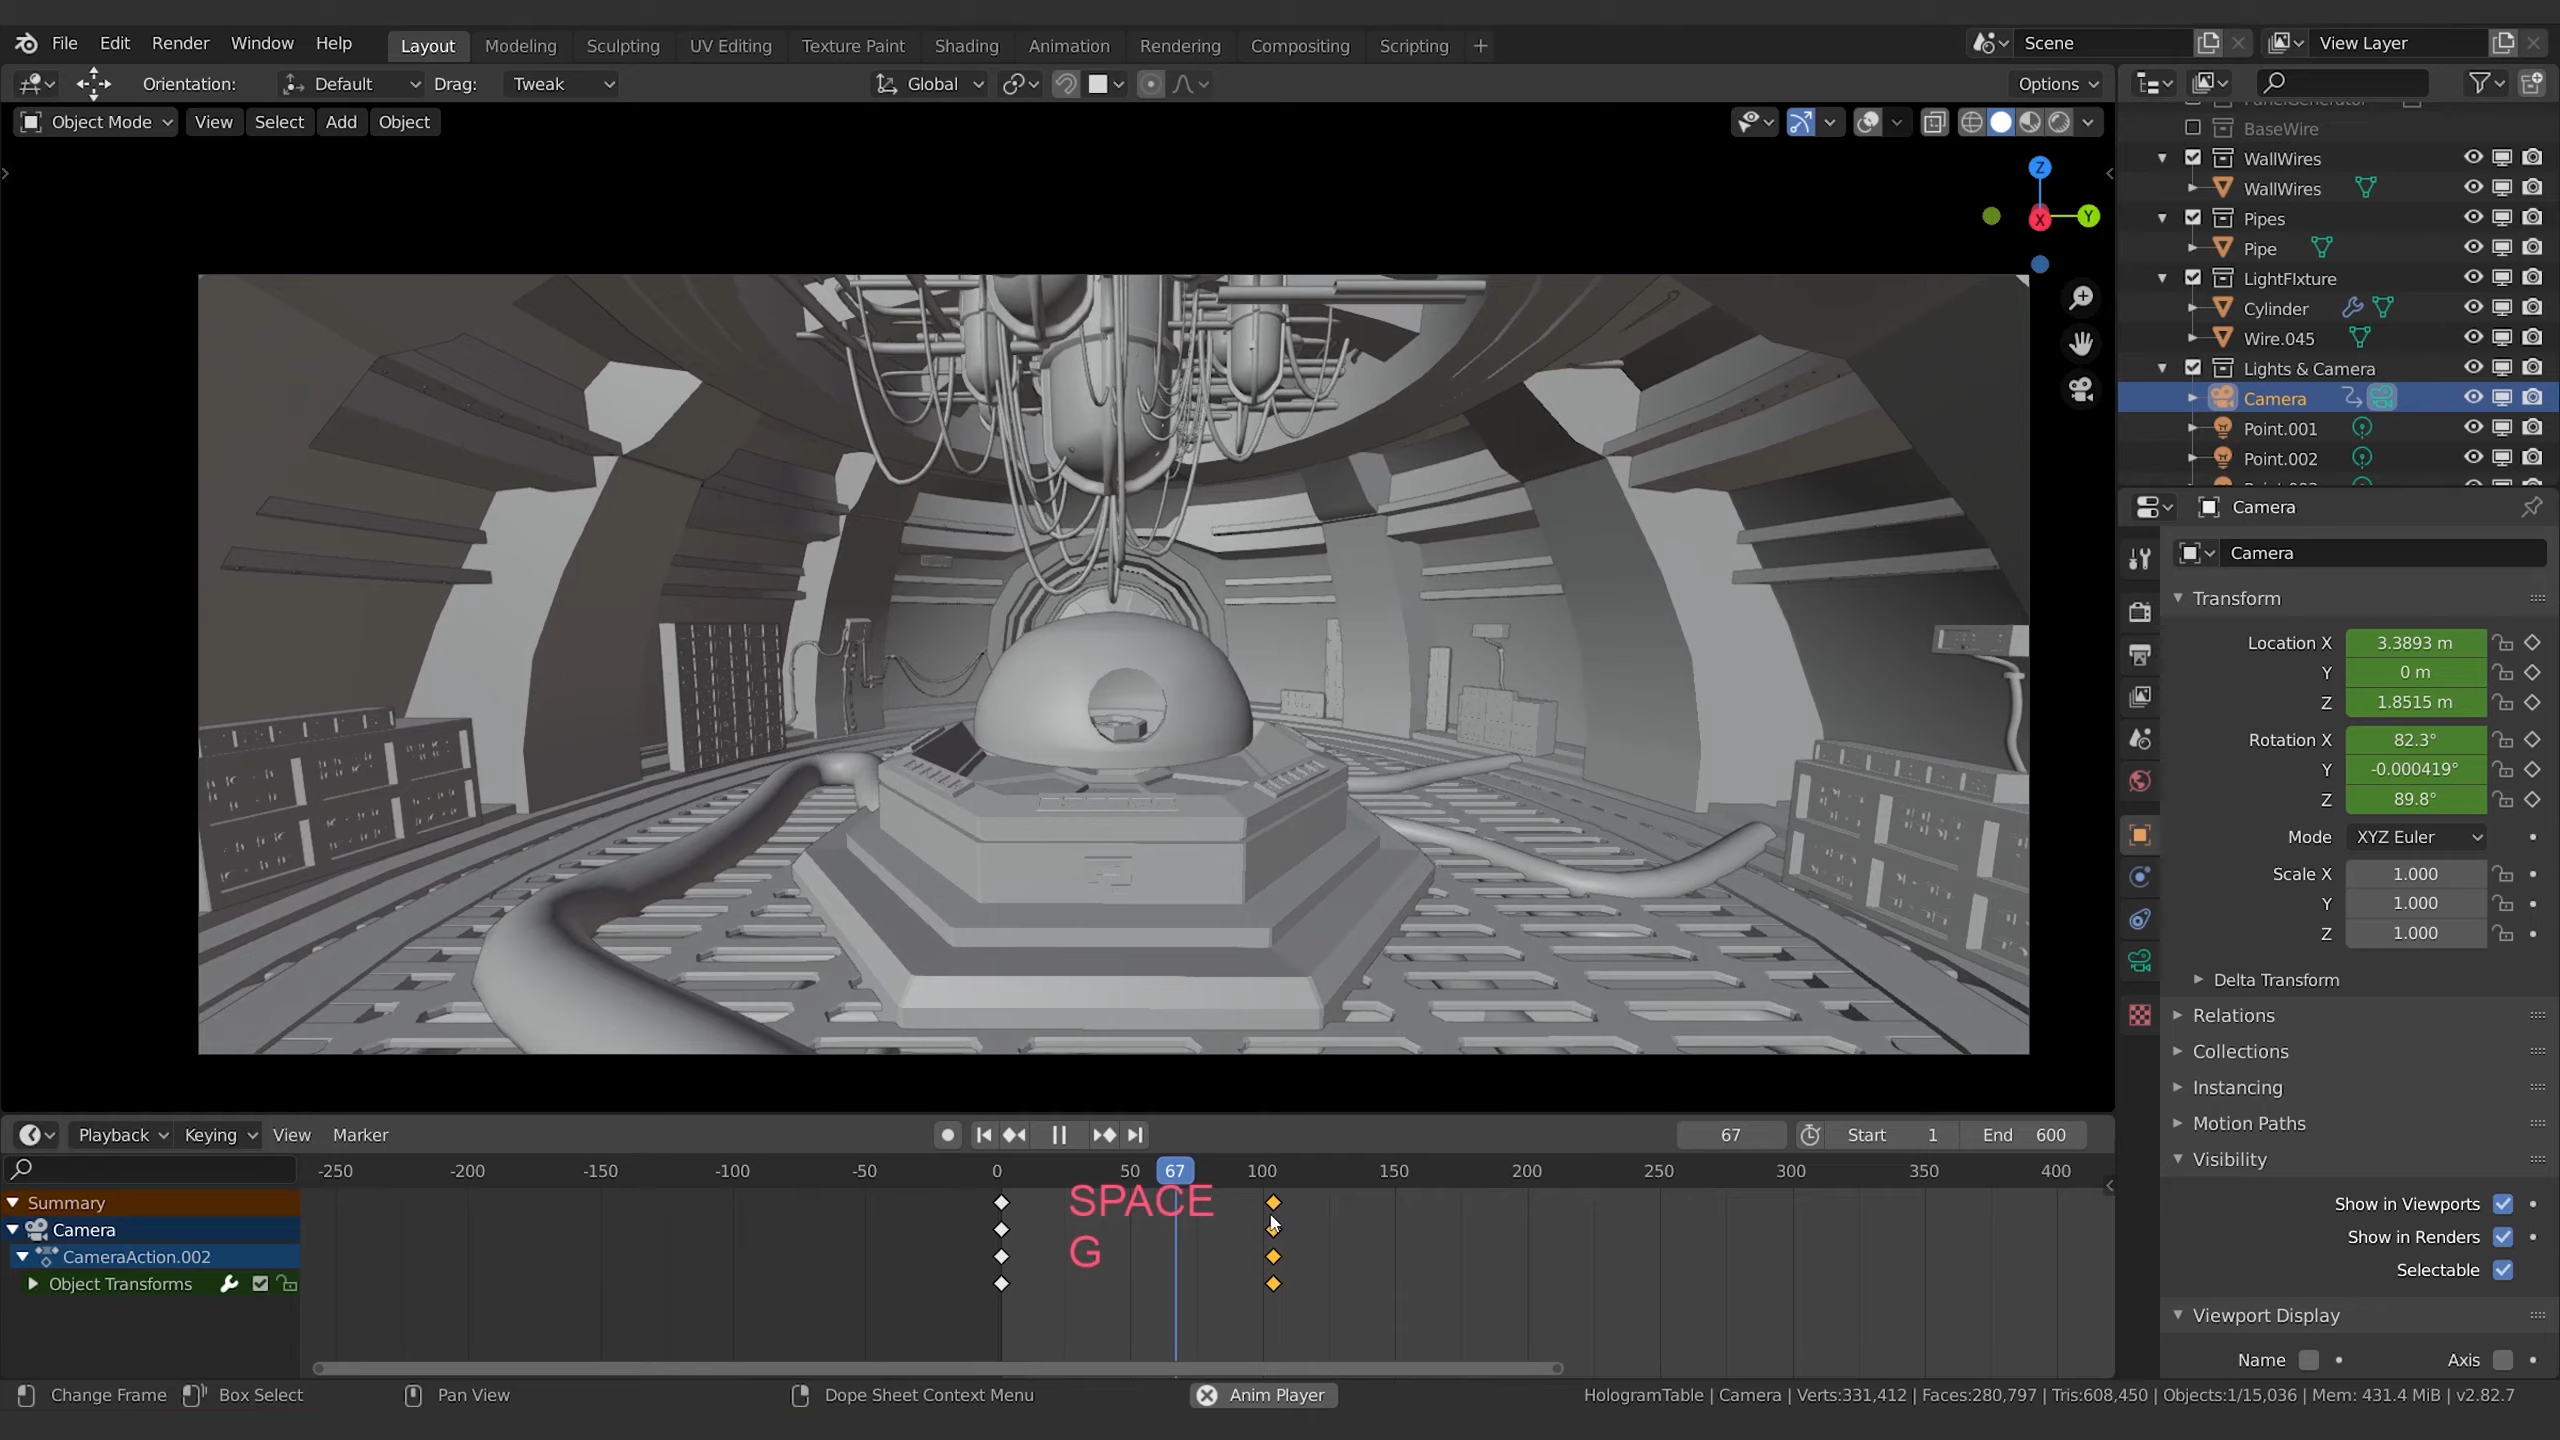 File Edit Render Window Help Layout Modeling Sculpting UV Editing Texture Paint Shading Animation Rendering Compositing Scripting + Scene View Layer
Orientation: Default Drag: Tweak Global Options
Object Mode View Select Add Object
Z
Y
X
BaseWire
WallWires
WallWires
Pipes
Pipe
LightFIxture
Cylinder
Wire.045
Lights & Camera
Camera
Point.001
Point.002
Camera
Camera
Transform
Location X 3.3893 m
Y 0 m
Z 1.8515 m
Rotation X 82.3°
Y -0.000419°
Z 89.8°
Mode XYZ Euler
Scale X 1.000
Y 1.000
Z 1.000
Delta Transform
Relations
Collections
Instancing
Motion Paths
Visibility
Show in Viewports
Show in Renders
Selectable
Viewport Display
Name Axis
Playback Keying View Marker 67 Start 1 End 600
-250 -200 -150 -100 -50 0 50 67 100 150 200 250 300 350 400
Summary
Camera
CameraAction.002
Object Transforms
SPACE
G
Change Frame Box Select Pan View Dope Sheet Context Menu Anim Player HologramTable | Camera | Verts:331,412 | Faces:280,797 | Tris:608,450 | Objects:1/15,036 | Mem: 431.4 MiB | v2.82.7